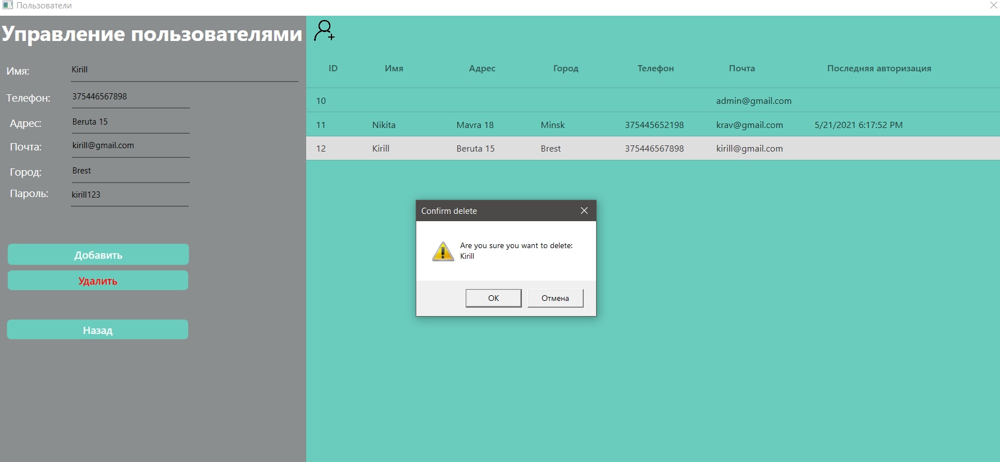 Пользователи
Управление пользователями
Имя: Kirill
Телефон: 375446567898
Адрес: Beruta 15
Почта: kirill@gmail.com
Город: Brest
Пароль: kirill123
Добавить
Удалить
Назад
ID Имя Адрес Город Телефон Почта Последняя авторизация
10 admin@gmail.com
11 Nikita Mavra 18 Minsk 375445652198 krav@gmail.com 5/21/2021 6:17:52 PM
12 Kirill Beruta 15 Brest 375446567898 kirill@gmail.com
Confirm delete
Are you sure you want to delete:
Kirill
OK Отмена